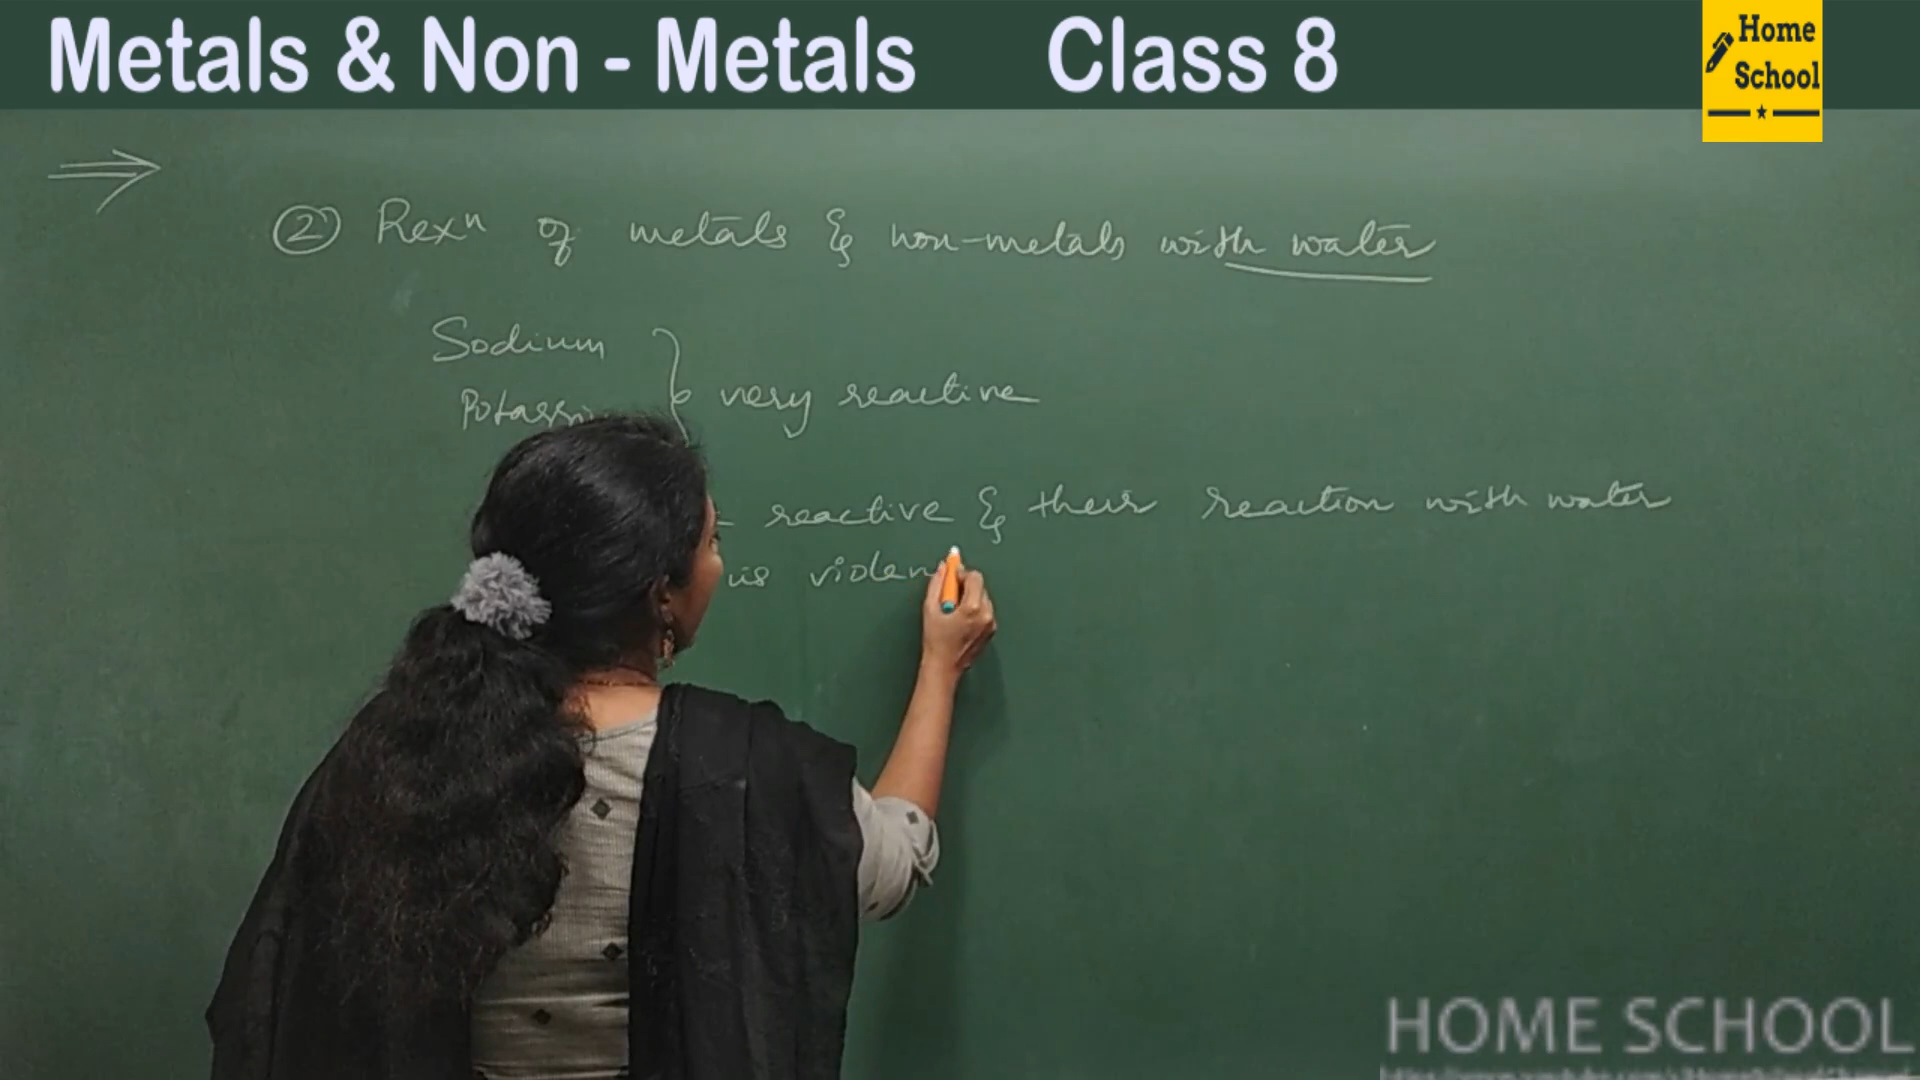 Metals & Non - Metals Class 8
Home
School
② Rexⁿ of metals & non-metals with water
Sodium
very reactive
reactive & their reaction with water
is violen
HOME SCHOOL